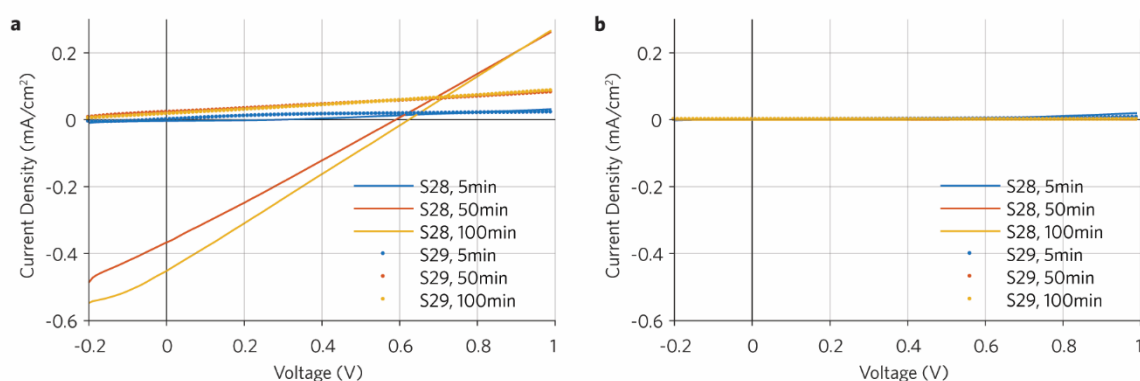 a
0.2
0
-0.2
-0.4
-0.6
Current Density (mA/cm²)
-0.2 0 0.2 0.4 0.6 0.8 1
Voltage (V)
S28, 5min
S28, 50min
S28, 100min
S29, 5min
S29, 50min
S29, 100min
b
0.2
0
-0.2
-0.4
-0.6
Current Density (mA/cm²)
-0.2 0 0.2 0.4 0.6 0.8 1
Voltage (V)
S28, 5min
S28, 50min
S28, 100min
S29, 5min
S29, 50min
S29, 100min